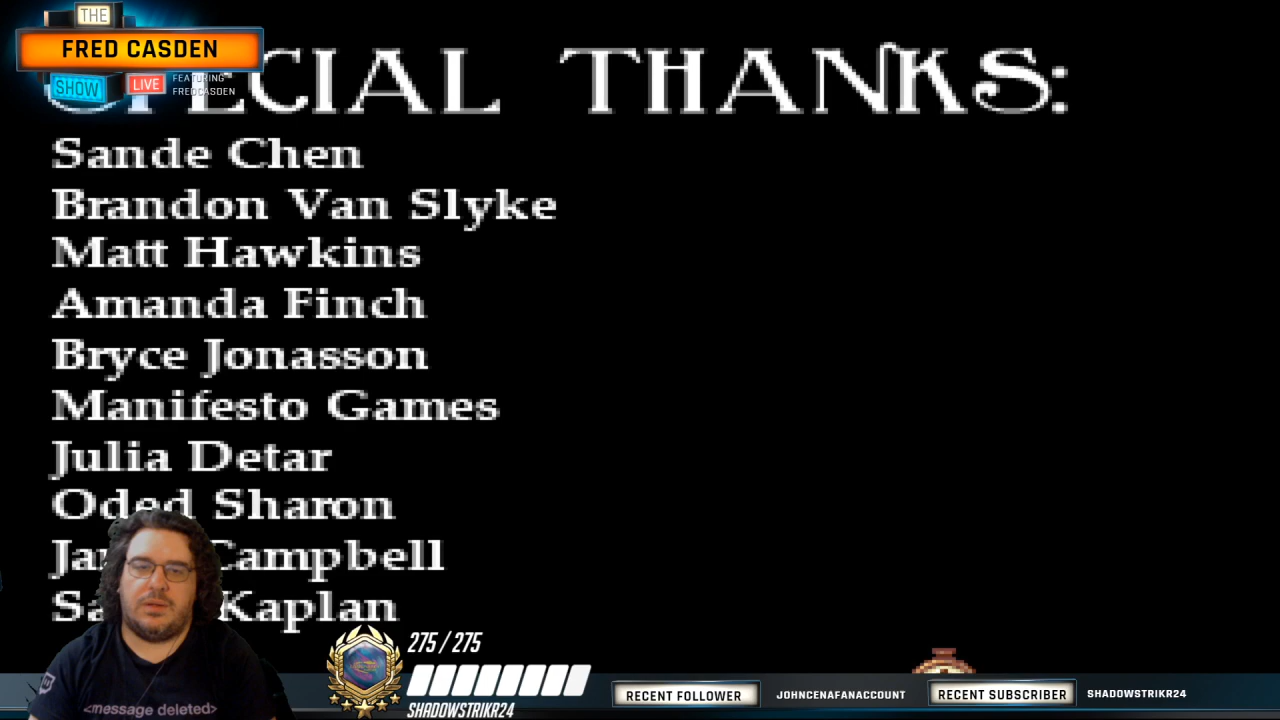 THE
FRED CASDEN
SHOW
LIVE
FEATURING
FREDCASDEN
SPECIAL THANKS:
Sande Chen
Brandon Van Slyke
Matt Hawkins
Amanda Finch
Bryce Jonasson
Manifesto Games
Julia Detar
Oded Sharon
Campbell
Kaplan
275/275
SHADOWSTRIKR24
<message deleted>
RECENT FOLLOWER
JOHNCENAFANACCOUNT
RECENT SUBSCRIBER
SHADOWSTRIKR24